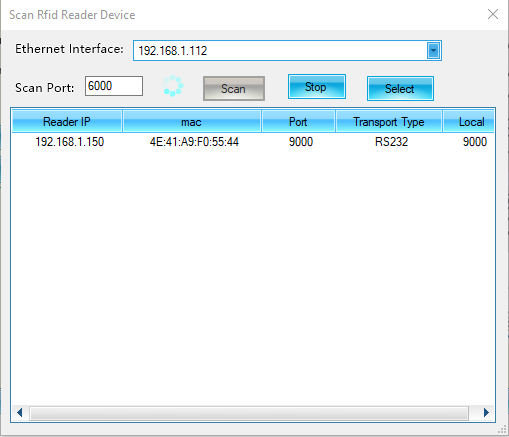 Scan Rfid Reader Device
Ethernet Interface: 192.168.1.112
Scan Port: 6000 Scan Stop Select
Reader IP mac Port Transport Type Local
192.168.1.150 4E:41:A9:F0:55:44 9000 RS232 9000